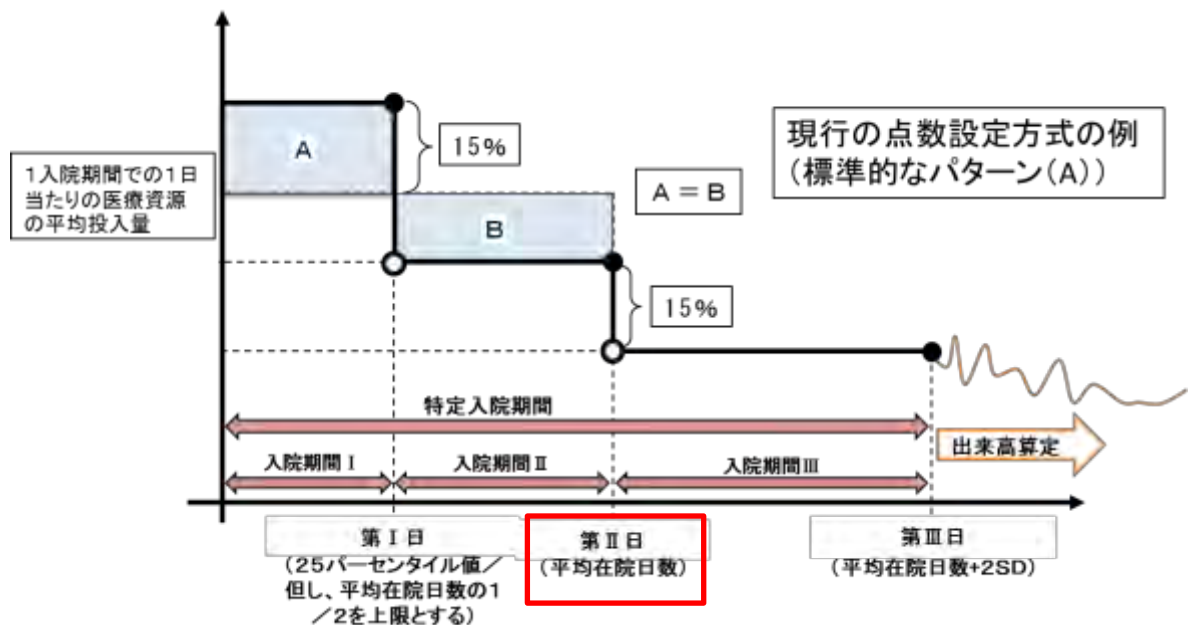 現行の点数設定方式の例
(標準的なパターン(A))
1入院期間での1日
当たりの医療資源
の平均投入量
A
15%
A = B
B
15%
特定入院期間
出来高算定
入院期間Ⅰ
入院期間Ⅱ
入院期間Ⅲ
第Ⅰ日
(25パーセンタイル値/
但し、平均在院日数の1
/2を上限とする)
第Ⅱ日
(平均在院日数)
第Ⅲ日
(平均在院日数+2SD)